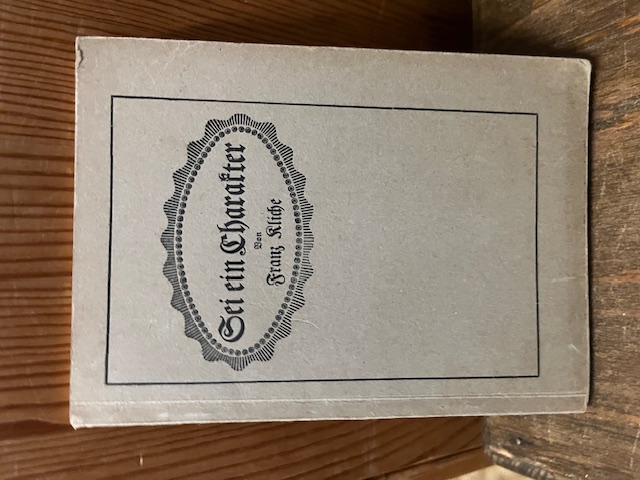 Sei ein Charakter
Von
Franz Kliche